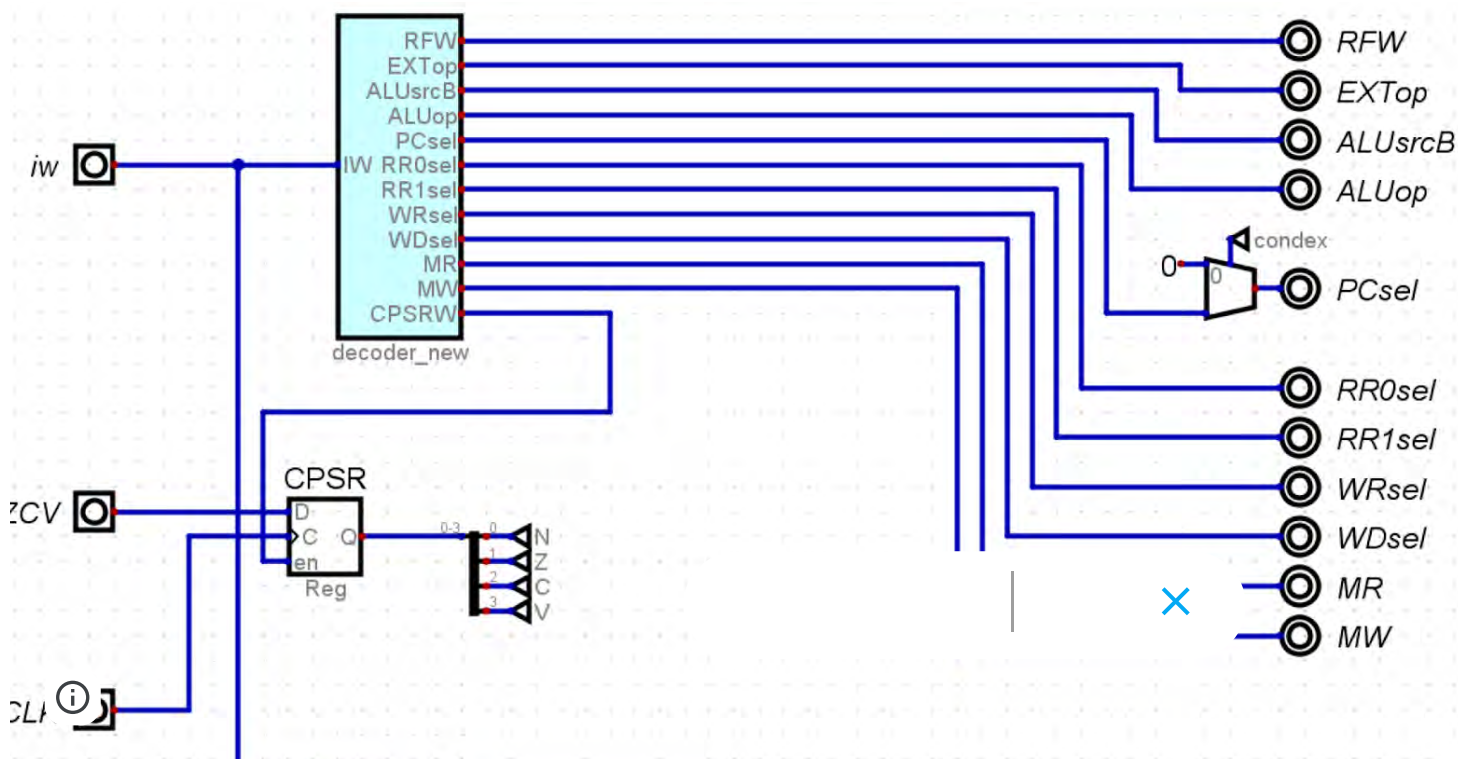 RFW
EXTop
ALUsrcB
ALUop
PCsel
IW RR0sel
RR1sel
WRsel
WDsel
MR
MW
CPSRW
decoder_new
iw
RFW
EXTop
ALUsrcB
ALUop
condex
0
0
PCsel
RR0sel
RR1sel
WRsel
WDsel
MR
MW
CPSR
ZCV
D
C Q
en
Reg
0-3
0
N
1
Z
2
C
3
V